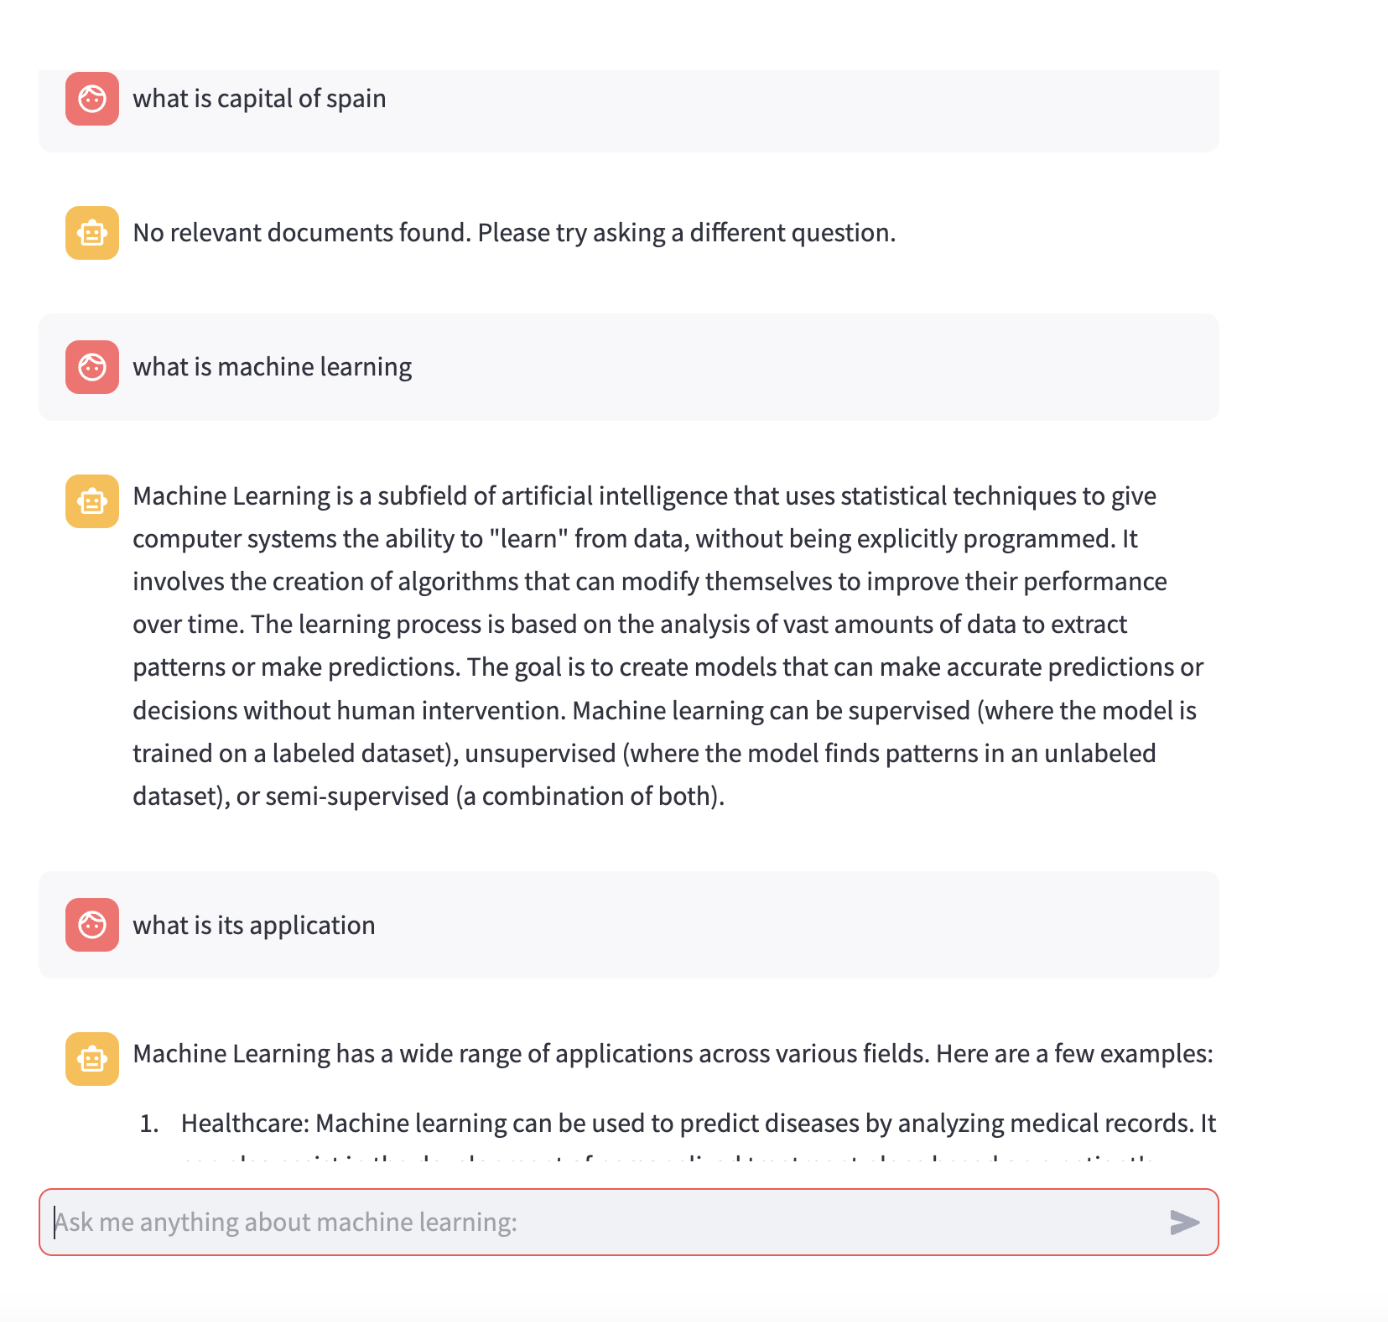 what is capital of spain
No relevant documents found. Please try asking a different question.
what is machine learning
Machine Learning is a subfield of artificial intelligence that uses statistical techniques to give
computer systems the ability to "learn" from data, without being explicitly programmed. It
involves the creation of algorithms that can modify themselves to improve their performance
over time. The learning process is based on the analysis of vast amounts of data to extract
patterns or make predictions. The goal is to create models that can make accurate predictions or
decisions without human intervention. Machine learning can be supervised (where the model is
trained on a labeled dataset), unsupervised (where the model finds patterns in an unlabeled
dataset), or semi-supervised (a combination of both).
what is its application
Machine Learning has a wide range of applications across various fields. Here are a few examples:
1. Healthcare: Machine learning can be used to predict diseases by analyzing medical records. It
Ask me anything about machine learning: